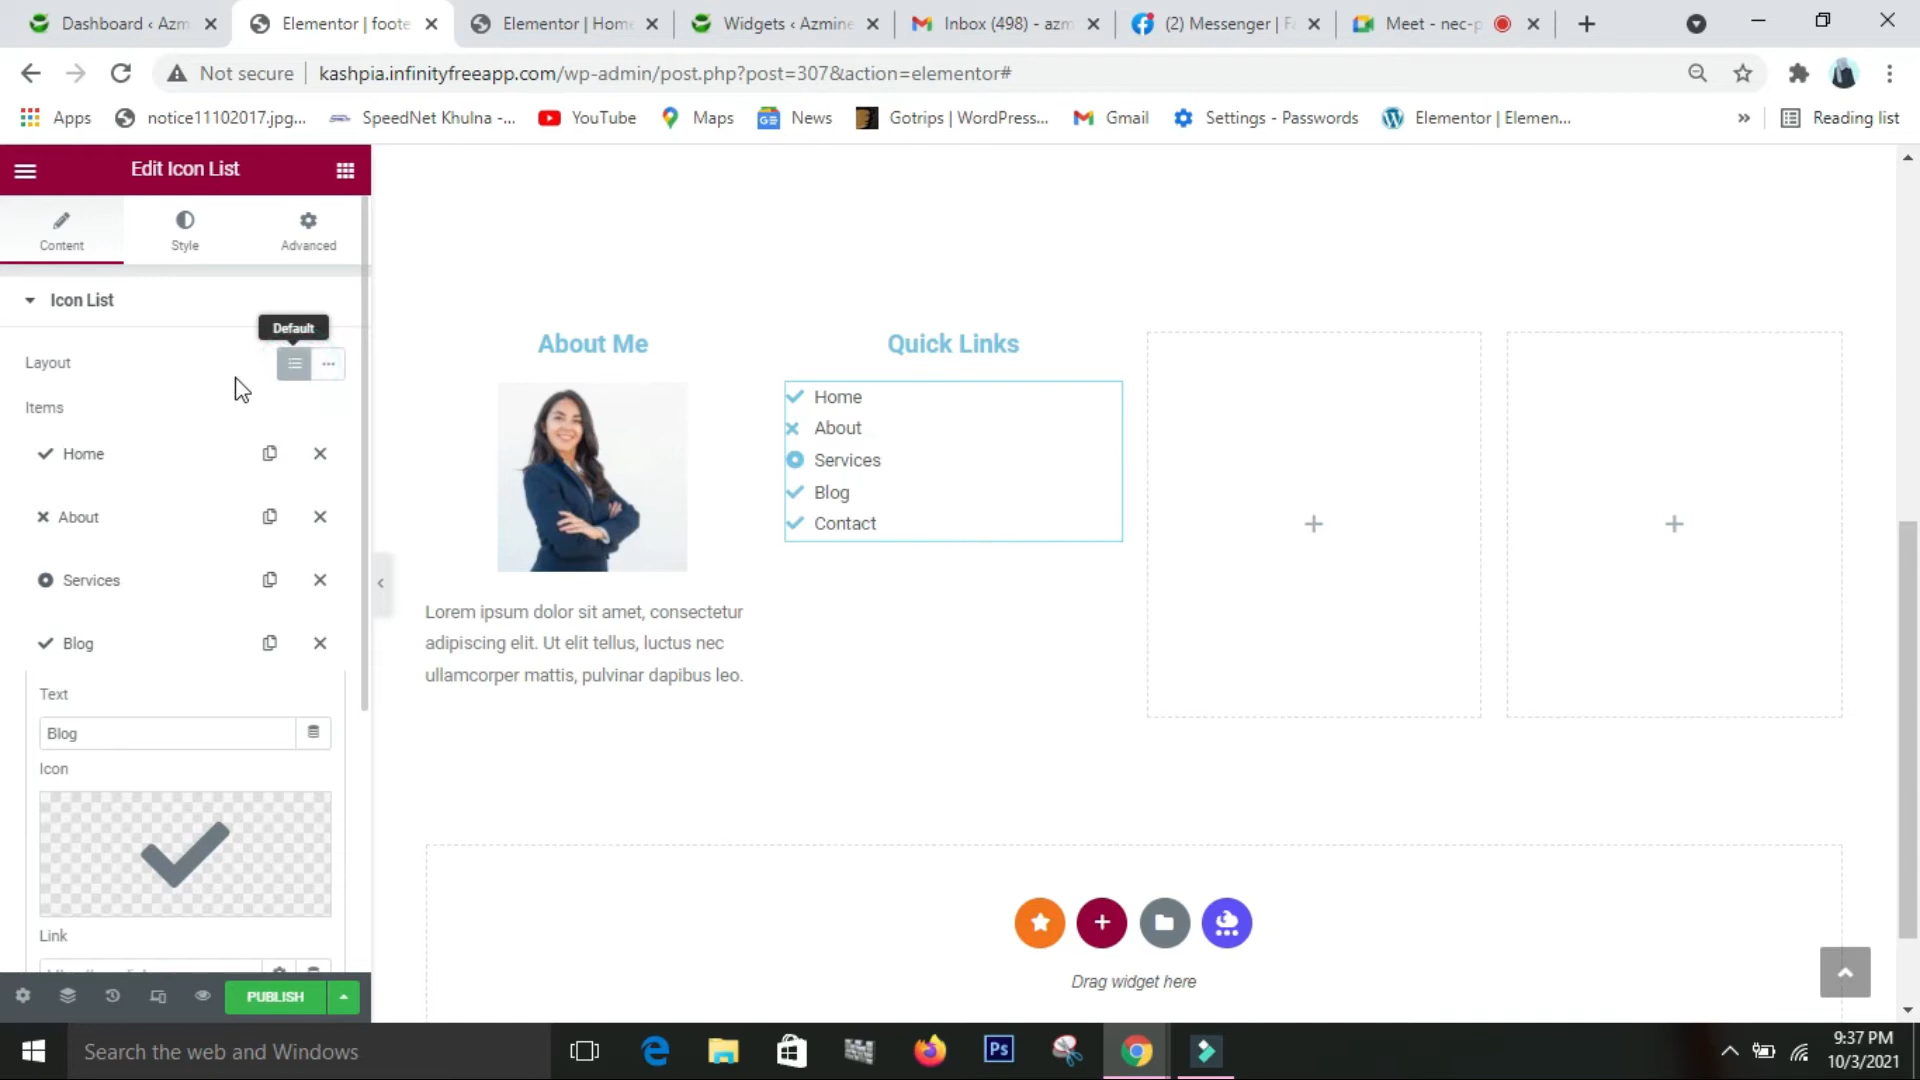 Dashboard ‹ Azm
Elementor | foote
Elementor | Hom
Widgets ‹ Azmine
Inbox (498) - azm
(2) Messenger | Fa
Meet - nec-p
Not secure
kashpia.infinityfreeapp.com/wp-admin/post.php?post=307&action=elementor#
Apps
notice11102017.jpg...
SpeedNet Khulna -...
YouTube
Maps
News
Gotrips | WordPress...
Gmail
Settings - Passwords
Elementor | Elemen...
»
Reading list
Edit Icon List
Content
Style
Advanced
Icon List
Default
Layout
Items
Home
About
Services
Blog
Text
Blog
Icon
Link
PUBLISH
About Me
Lorem ipsum dolor sit amet, consectetur
adipiscing elit. Ut elit tellus, luctus nec
ullamcorper mattis, pulvinar dapibus leo.
Quick Links
Home
About
Services
Blog
Contact
Drag widget here
Search the web and Windows
Ps
9:37 PM
10/3/2021